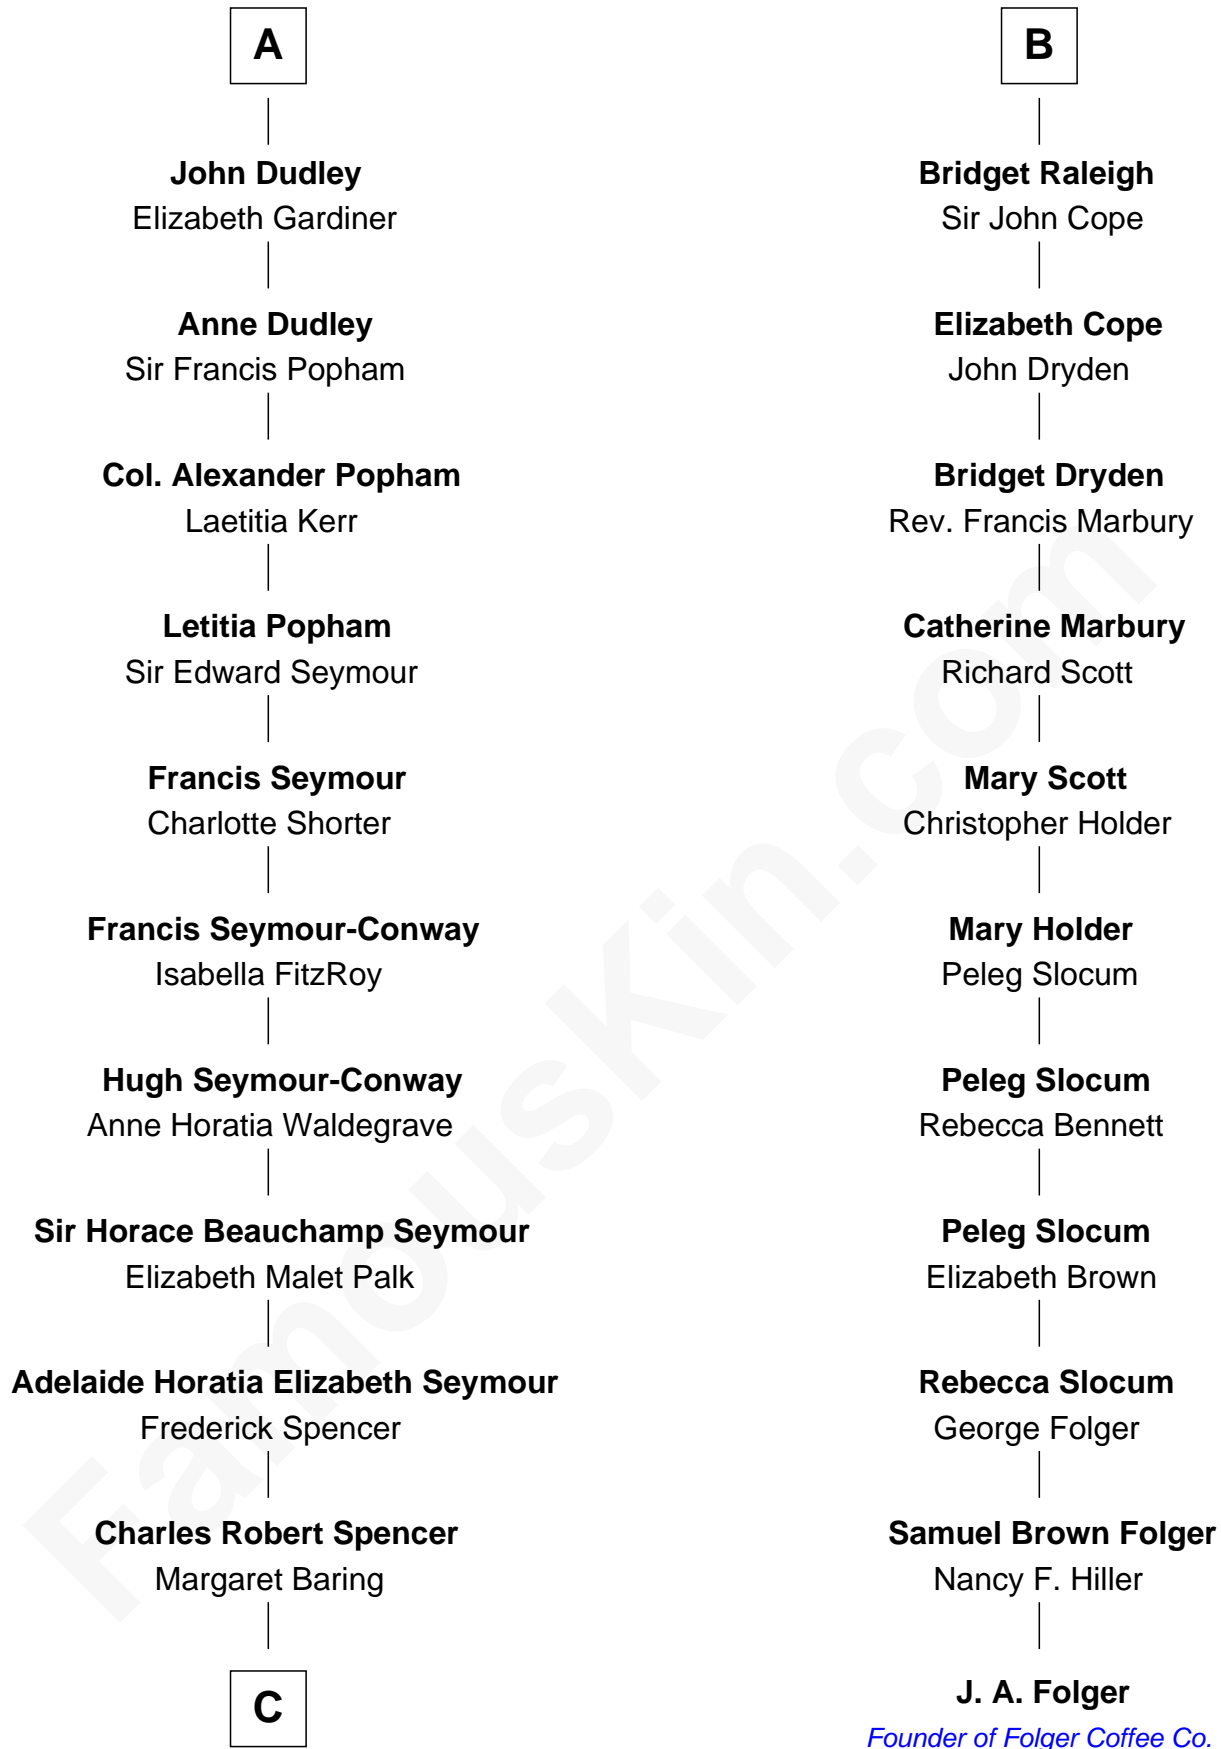 A
John Dudley
Elizabeth Gardiner
Anne Dudley
Sir Francis Popham
Col. Alexander Popham
Laetitia Kerr
Letitia Popham
Sir Edward Seymour
Francis Seymour
Charlotte Shorter
Francis Seymour-Conway
Isabella FitzRoy
Hugh Seymour-Conway
Anne Horatia Waldegrave
Sir Horace Beauchamp Seymour
Elizabeth Malet Palk
Adelaide Horatia Elizabeth Seymour
Frederick Spencer
Charles Robert Spencer
Margaret Baring
C
B
Bridget Raleigh
Sir John Cope
Elizabeth Cope
John Dryden
Bridget Dryden
Rev. Francis Marbury
Catherine Marbury
Richard Scott
Mary Scott
Christopher Holder
Mary Holder
Peleg Slocum
Peleg Slocum
Rebecca Bennett
Peleg Slocum
Elizabeth Brown
Rebecca Slocum
George Folger
Samuel Brown Folger
Nancy F. Hiller
J. A. Folger
Founder of Folger Coffee Co.
FamousKin.com